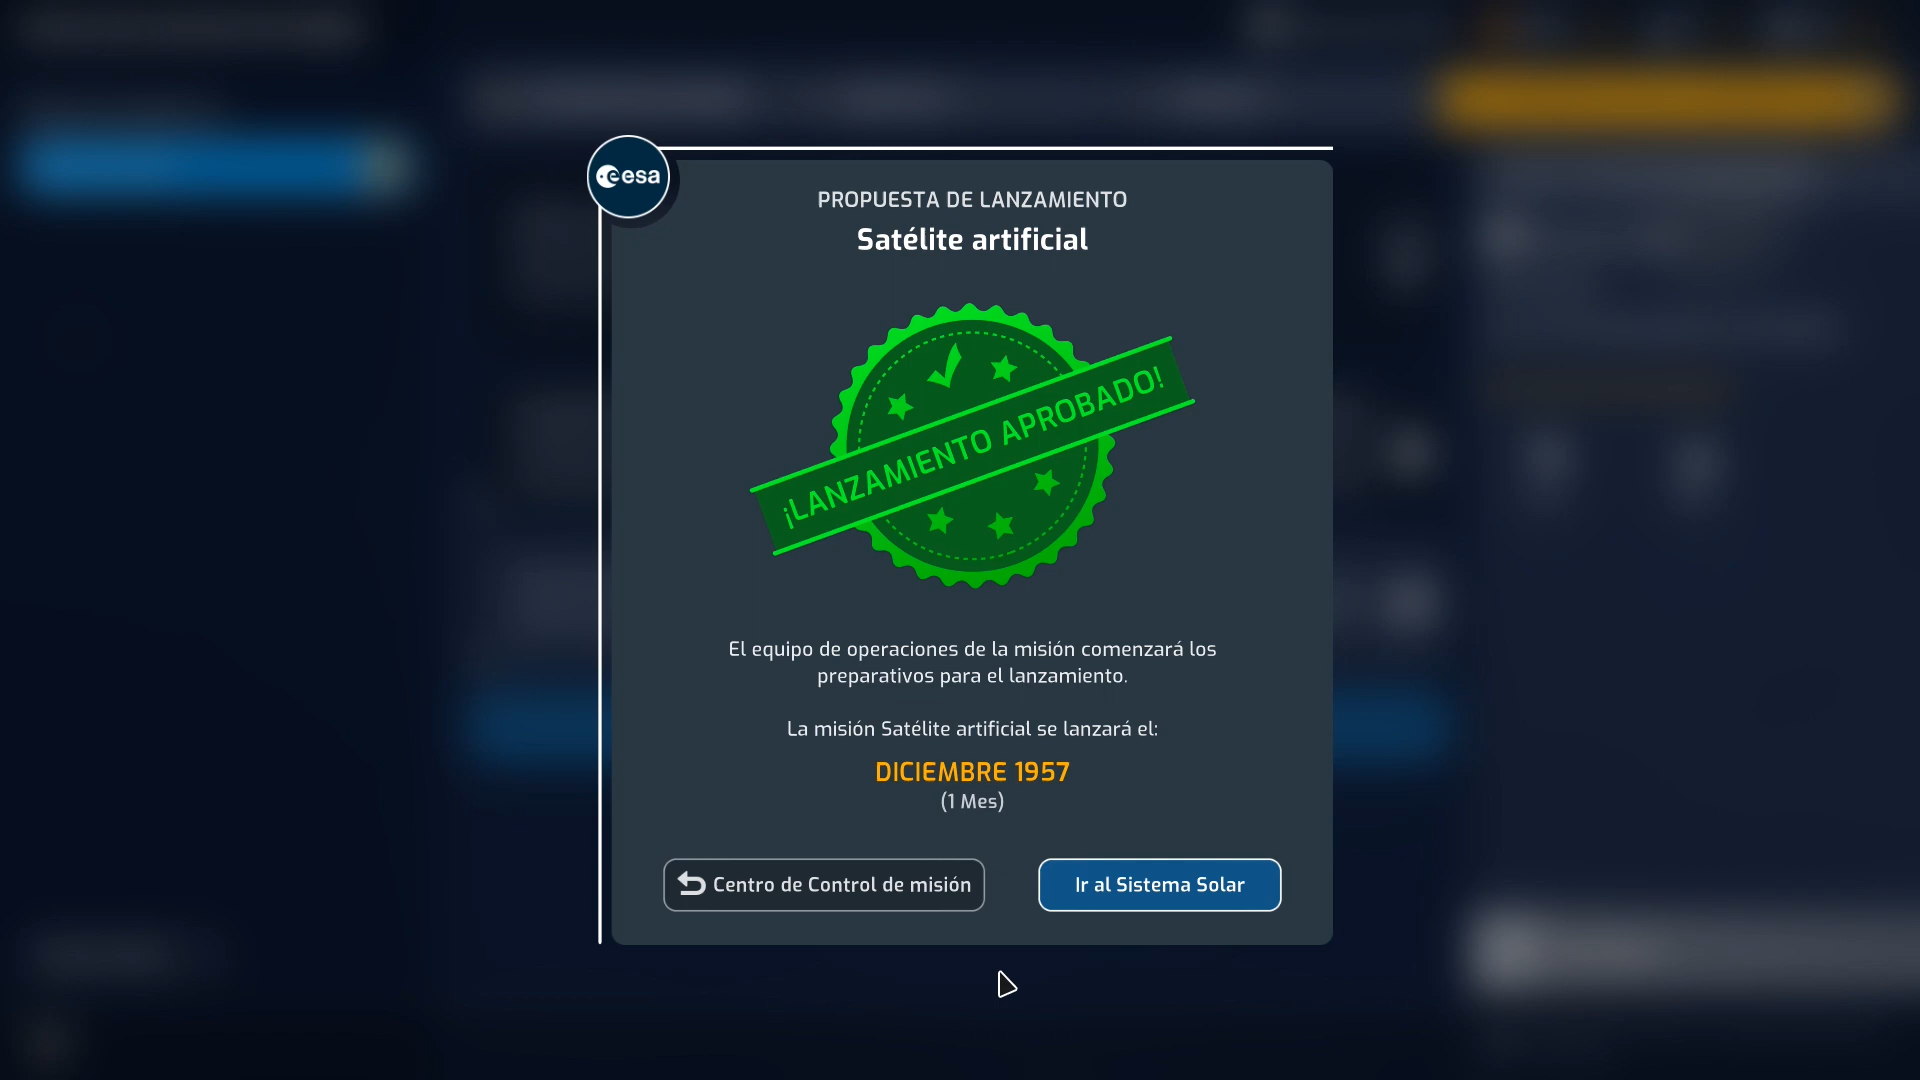 esa
PROPUESTA DE LANZAMIENTO
Satélite artificial
¡LANZAMIENTO APROBADO!
El equipo de operaciones de la misión comenzará los
preparativos para el lanzamiento.
La misión Satélite artificial se lanzará el:
DICIEMBRE 1957
(1 Mes)
Centro de Control de misión
Ir al Sistema Solar